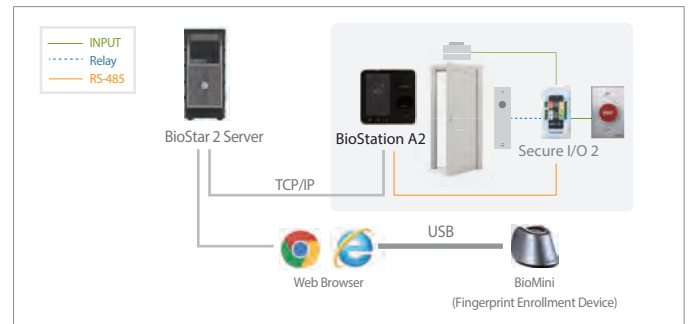 INPUT
Relay
RS-485
BioStar 2 Server
BioStation A2
Secure I/O 2
EXIT
TCP/IP
USB
Web Browser
BioMini
(Fingerprint Enrollment Device)